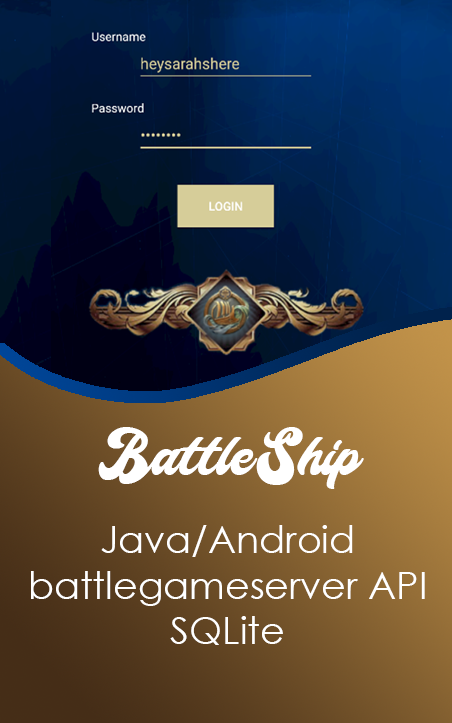 Username
heysarahshere
Password
••••••••
LOGIN
BattleShip
Java/Android
battlegameserver API
SQLite